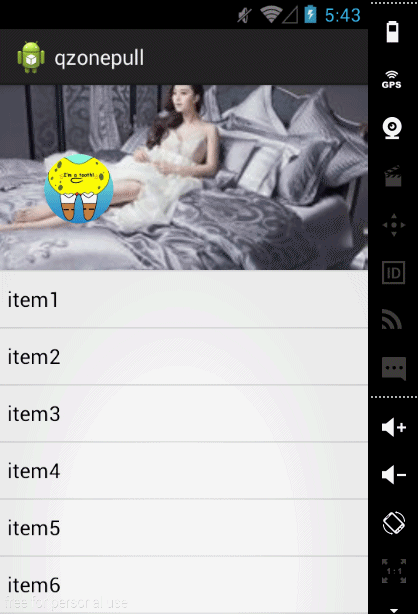 5:43
qzonepull
GPS
I'm a tooth!
item1
ID
item2
item3
item4
item5
1:1
item6
free for personal use